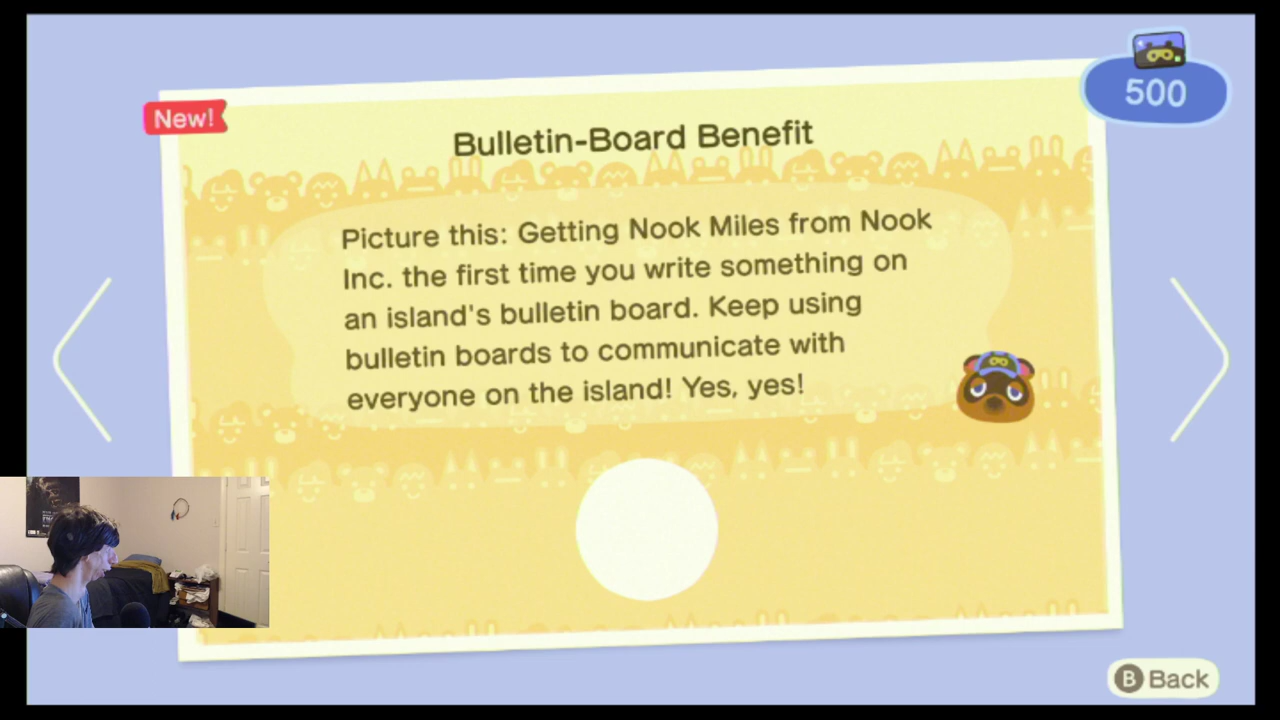 500
New!
Bulletin-Board Benefit
Picture this: Getting Nook Miles from Nook
Inc. the first time you write something on
an island's bulletin board. Keep using
bulletin boards to communicate with
everyone on the island! Yes, yes!
B Back